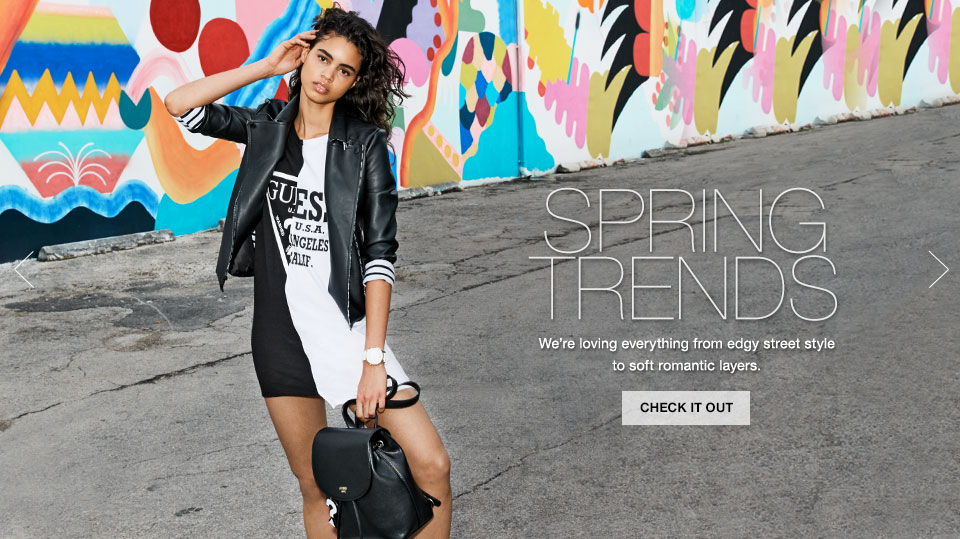 GUESS
U.S.A.
ANGELES
CALIF.
SPRING
TRENDS
We're loving everything from edgy street style
to soft romantic layers.
CHECK IT OUT